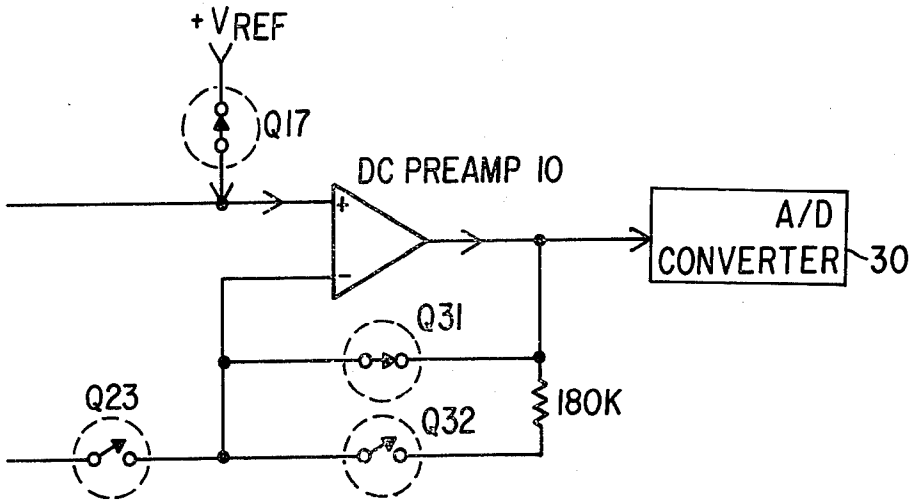 + VREF
Q17
DC PREAMP 10
+
A/D
CONVERTER
30
−
Q31
180K
Q23
Q32